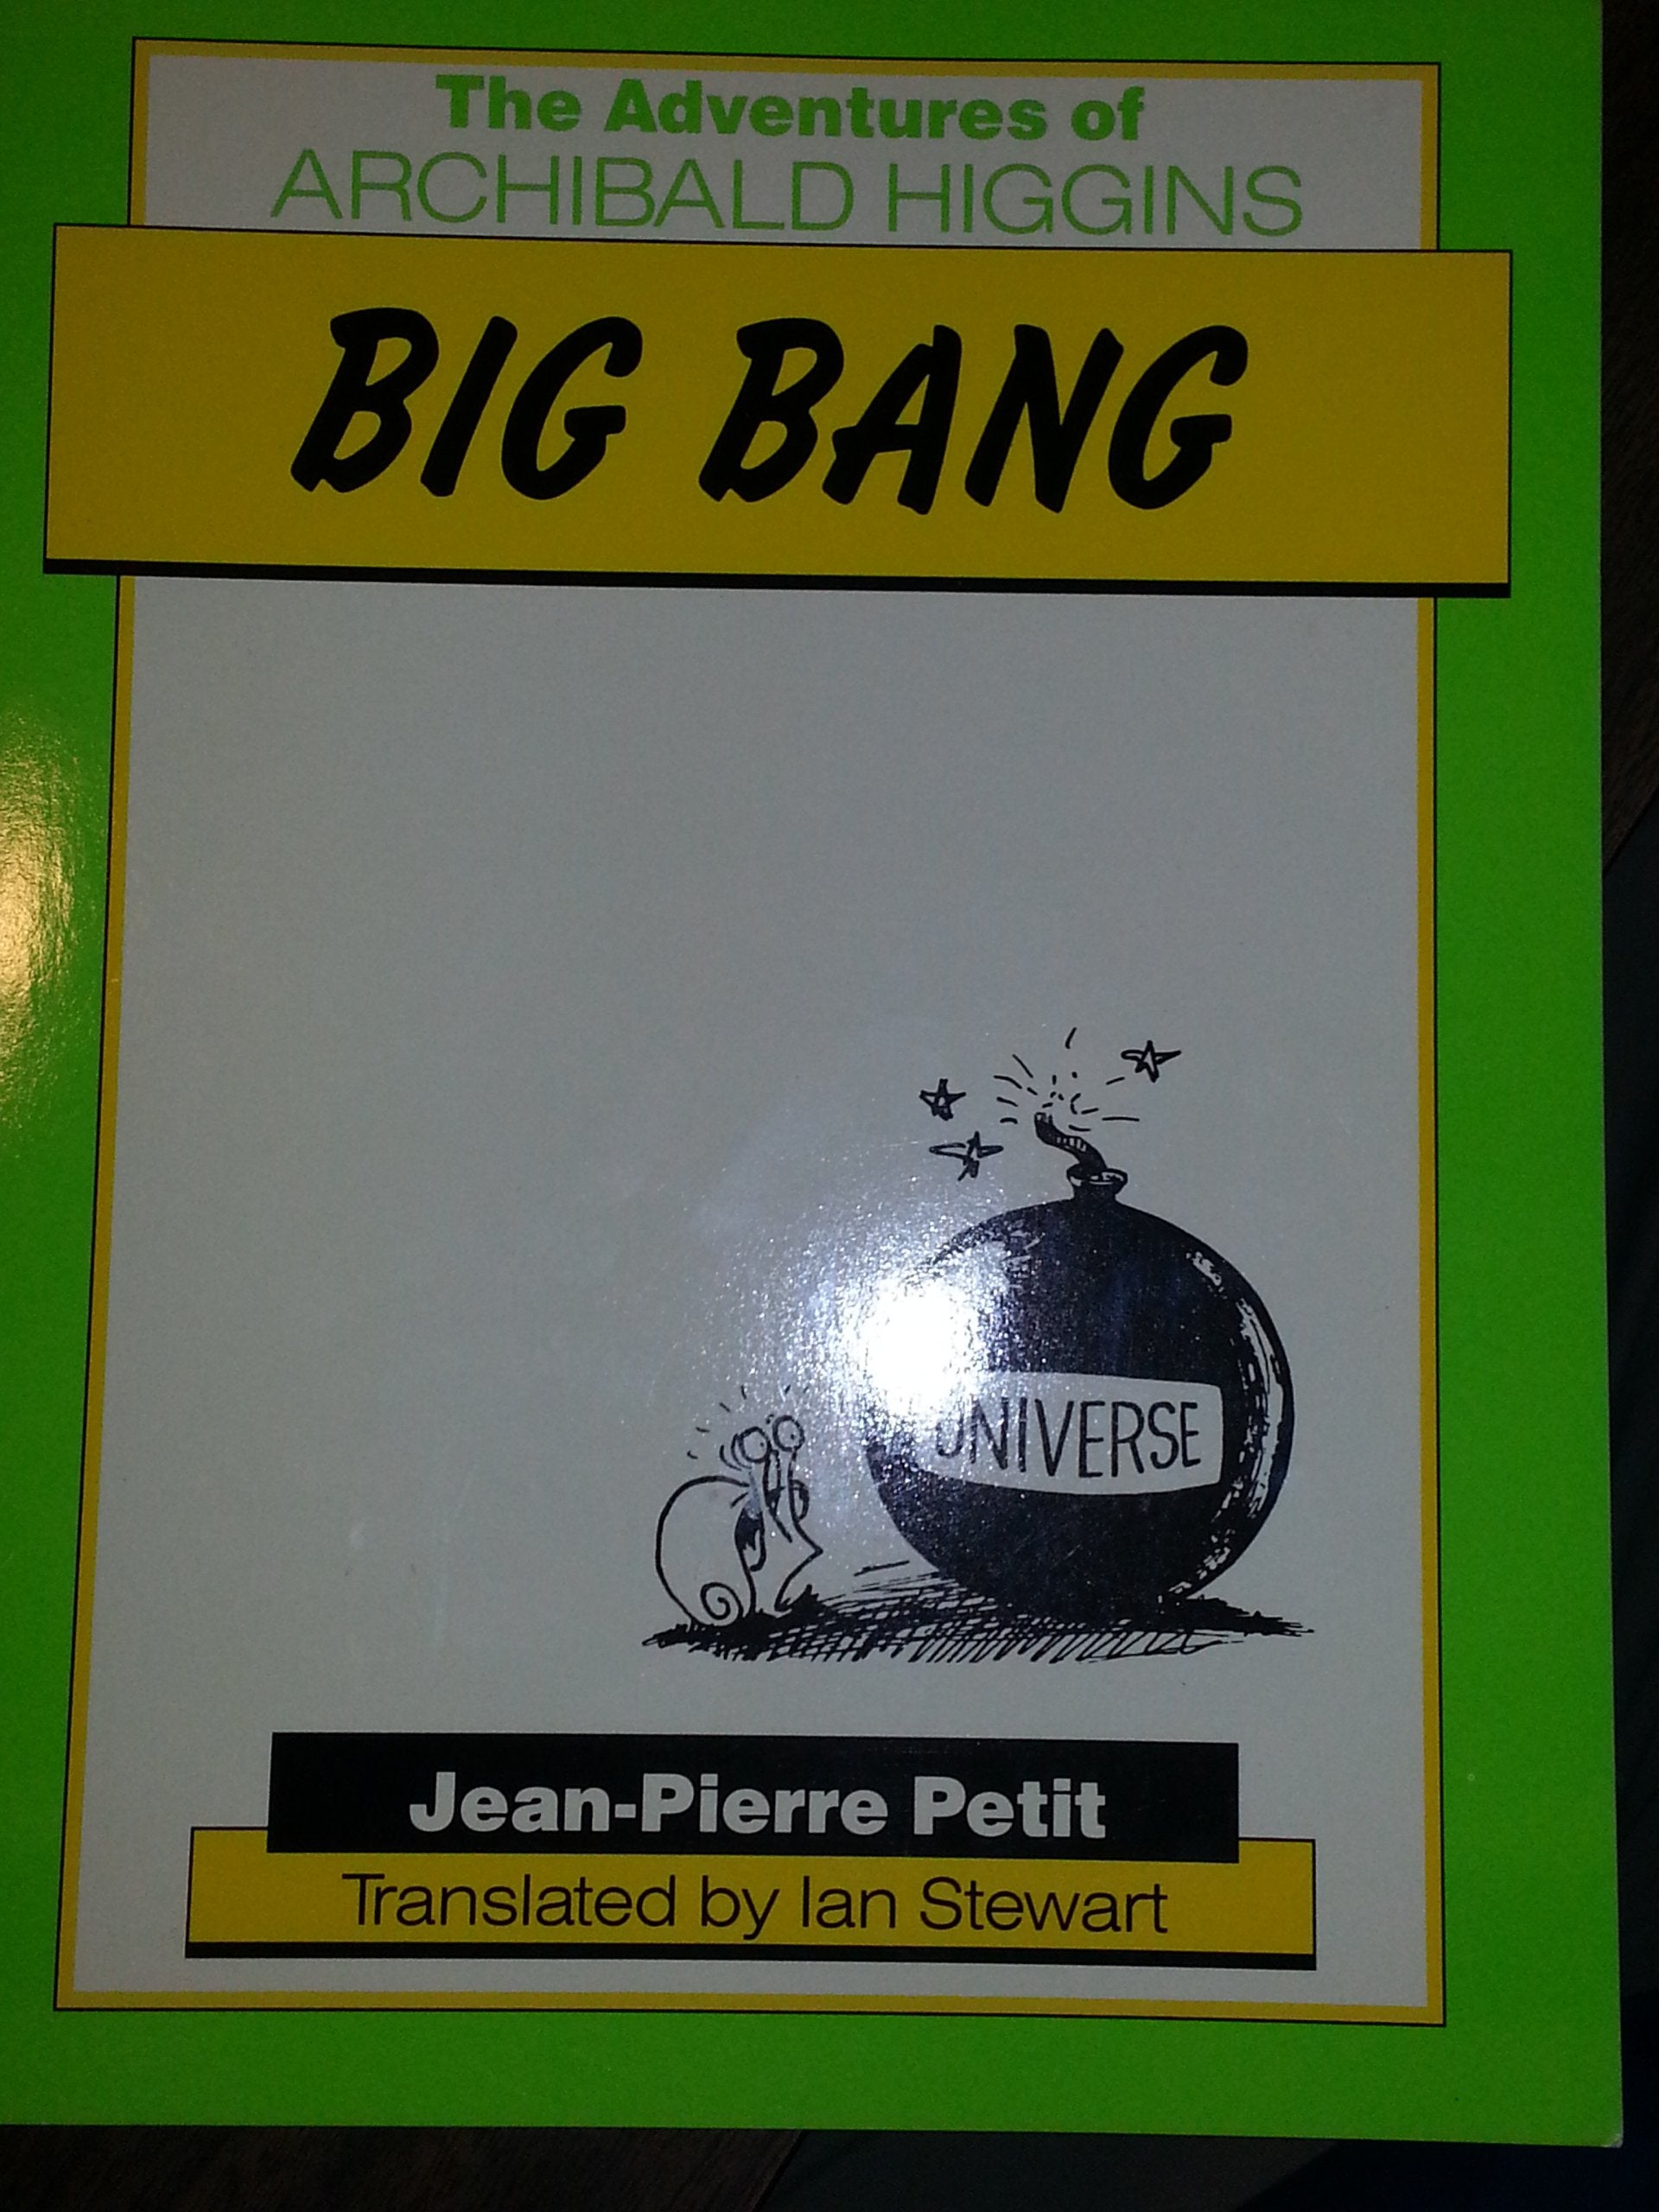 The Adventures of
ARCHIBALD HIGGINS
BIG BANG
UNIVERSE
Jean-Pierre Petit
Translated by Ian Stewart